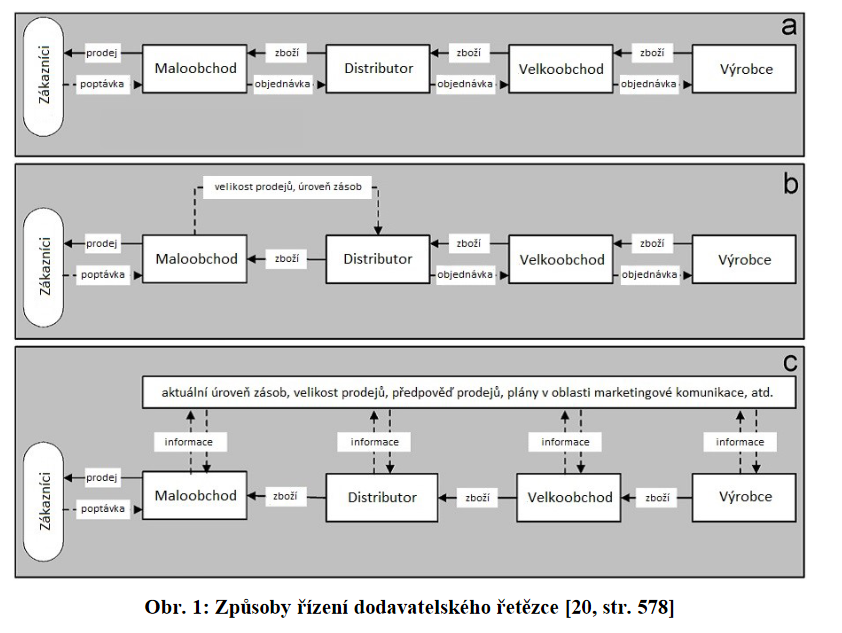 a
Zákazníci
prodej
poptávka
Maloobchod
zboží
objednávka
Distributor
zboží
objednávka
Velkoobchod
zboží
objednávka
Výrobce
b
velikost prodejů, úroveň zásob
Zákazníci
prodej
poptávka
Maloobchod
zboží
Distributor
zboží
objednávka
Velkoobchod
zboží
objednávka
Výrobce
c
aktuální úroveň zásob, velikost prodejů, předpověď prodejů, plány v oblasti marketingové komunikace, atd.
informace
informace
informace
informace
Zákazníci
prodej
poptávka
Maloobchod
zboží
Distributor
zboží
Velkoobchod
zboží
Výrobce
Obr. 1: Způsoby řízení dodavatelského řetězce [20, str. 578]